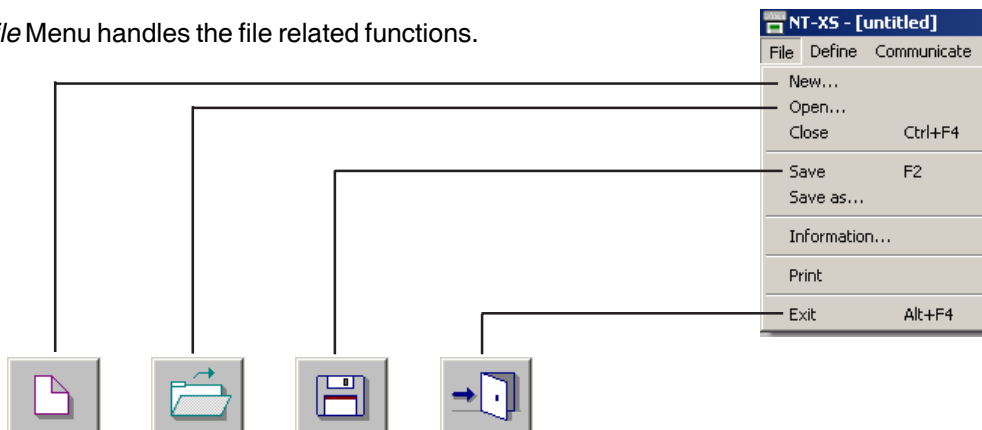 le Menu handles the file related functions.
NT-XS - [untitled]
File Define Communicate
New...
Open...
Close Ctrl+F4
Save F2
Save as...
Information...
Print
Exit Alt+F4